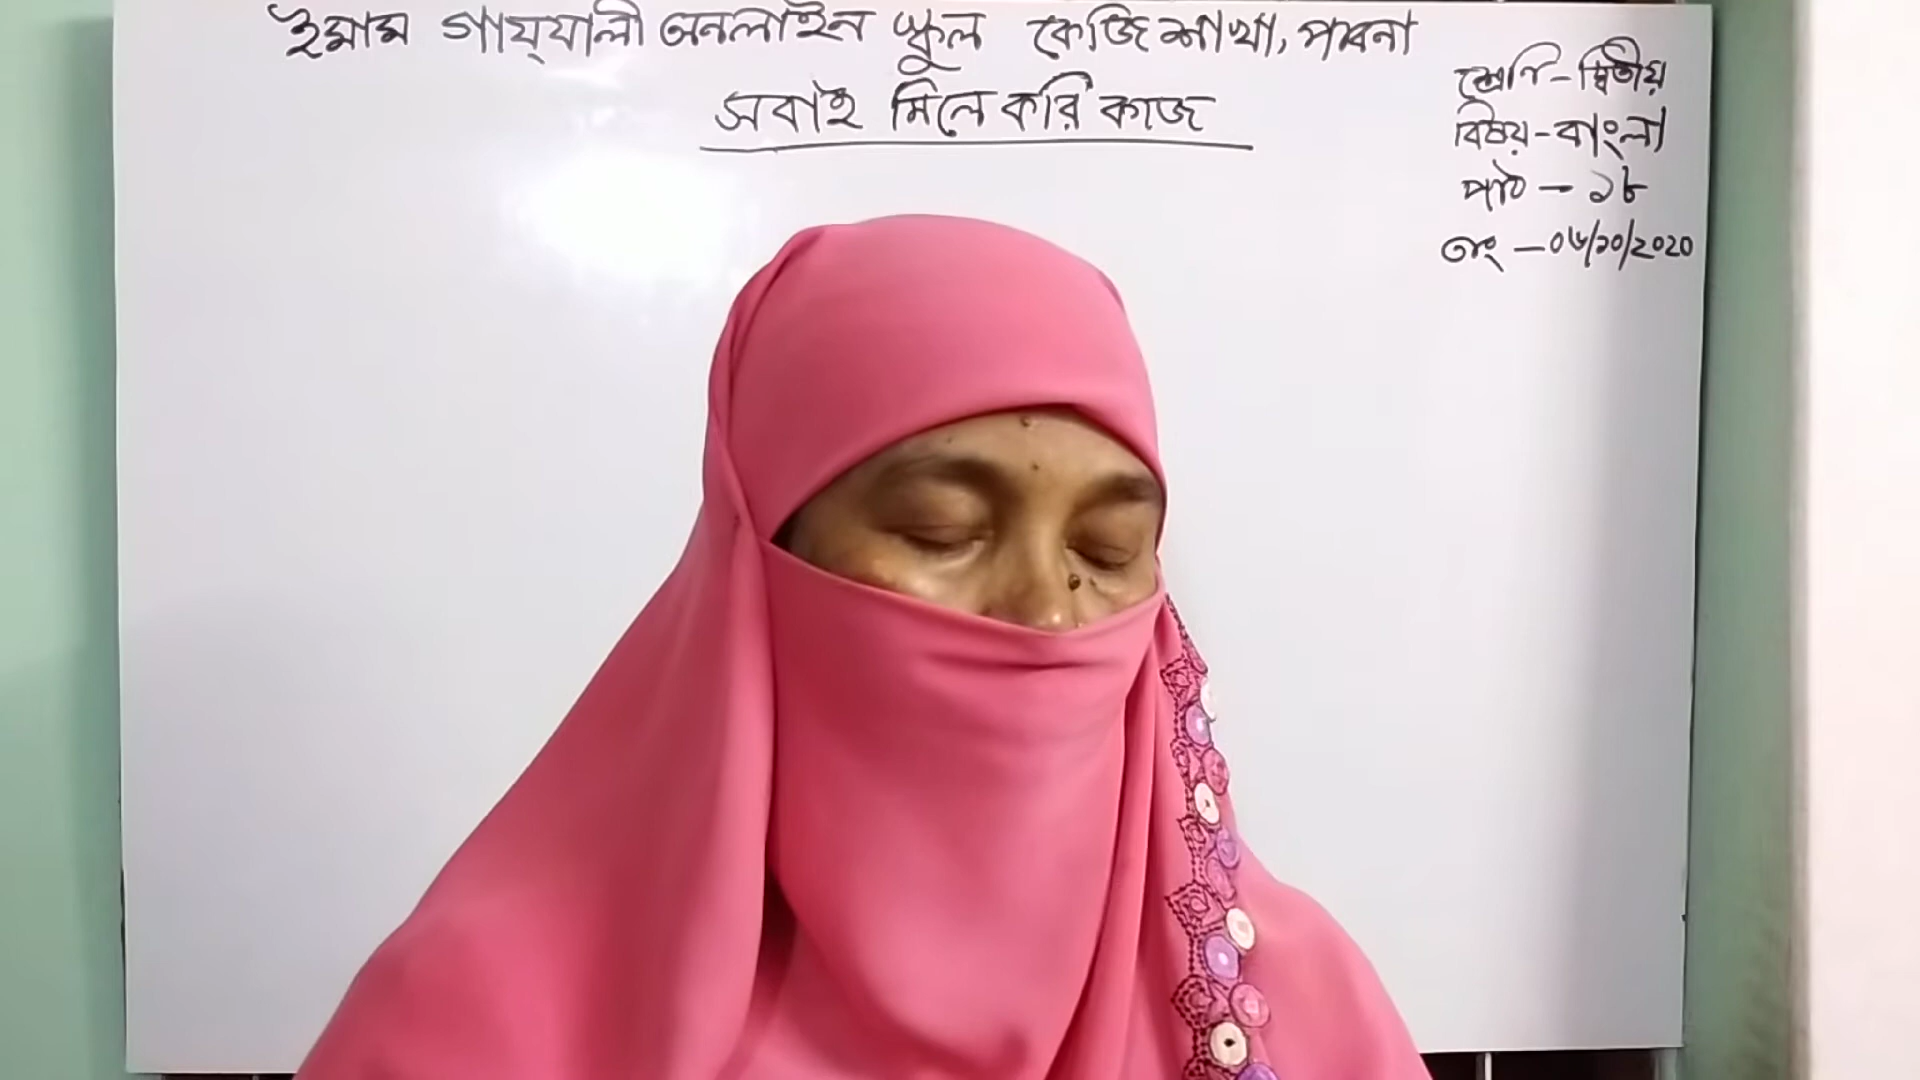 ইমাম গায্যালী অনলাইন স্কুল কেজি শাখা, পাবনা
সবাই মিলে করি কাজ
শ্রেণি - দ্বিতীয়
বিষয় - বাংলা
পাঠ - ১৮
তাং - ০৬/১০/২০২০